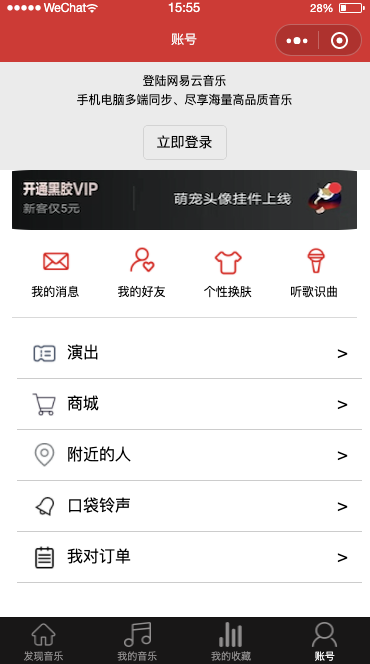 WeChat 15:55 28%
账号
登陆网易云音乐
手机电脑多端同步、尽享海量高品质音乐
立即登录
开通黑胶VIP
新客仅5元
萌宠头像挂件上线
我的消息 我的好友 个性换肤 听歌识曲
演出 >
商城 >
附近的人 >
口袋铃声 >
我对订单 >
发现音乐 我的音乐 我的收藏 账号